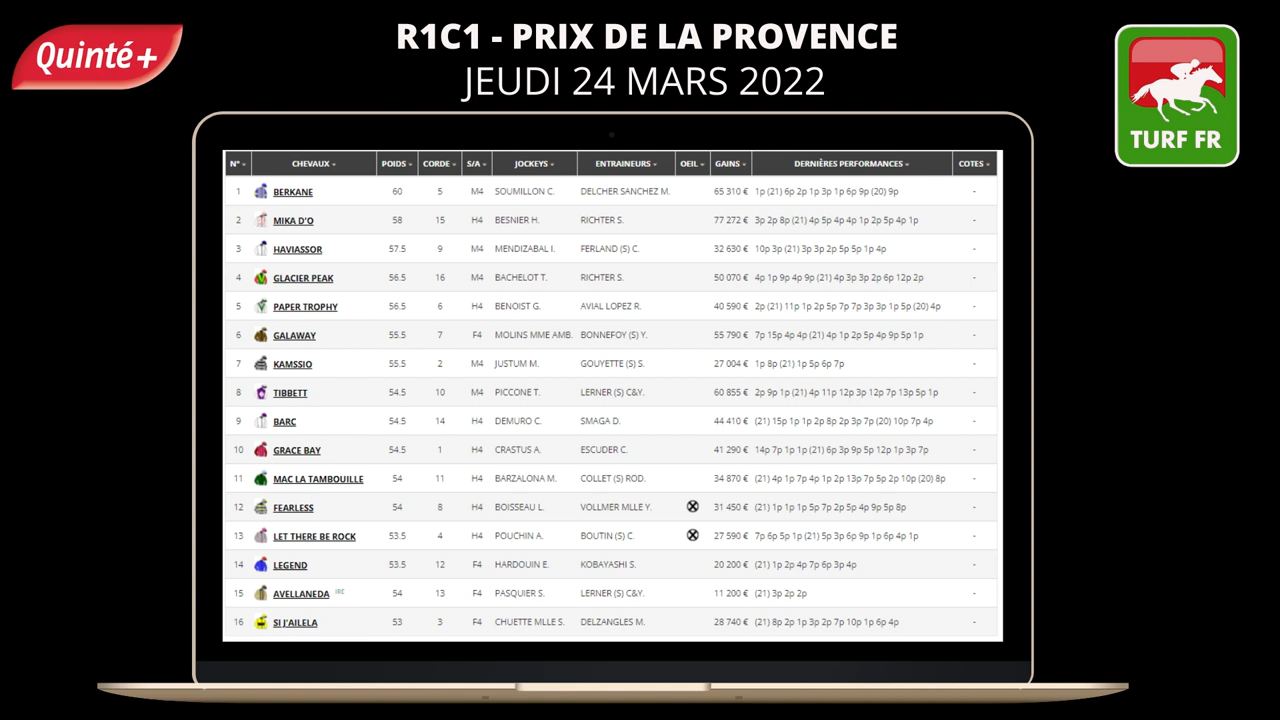 Quinté+
R1C1 - PRIX DE LA PROVENCE
JEUDI 24 MARS 2022
TURF FR
N° CHEVAUX POIDS CORDE S/A JOCKEYS ENTRAINEURS OEIL GAINS DERNIÈRES PERFORMANCES COTES
1 BERKANE 60 5 M4 SOUMILLON C. DELCHER SANCHEZ M. 65 310 € 1p (21) 6p 2p 1p 3p 1p 6p 9p (20) 9p -
2 MIKA D'O 58 15 H4 BESNIER H. RICHTER S. 77 272 € 3p 2p 8p (21) 4p 5p 4p 4p 1p 2p 5p 4p 1p -
3 HAVIASSOR 57.5 9 M4 MENDIZABAL I. FERLAND (S) C. 32 630 € 10p 3p (21) 3p 3p 2p 5p 5p 1p 4p -
4 GLACIER PEAK 56.5 16 M4 BACHELOT T. RICHTER S. 50 070 € 4p 1p 9p 4p 9p (21) 4p 3p 3p 2p 6p 12p 2p -
5 PAPER TROPHY 56.5 6 H4 BENOIST G. AVIAL LOPEZ R. 40 590 € 2p (21) 11p 1p 2p 5p 7p 7p 3p 3p 1p 5p (20) 4p -
6 GALAWAY 55.5 7 F4 MOLINS MME AMB. BONNEFOY (S) Y. 55 790 € 7p 15p 4p 4p (21) 4p 1p 2p 5p 4p 9p 5p 1p -
7 KAMSSIO 55.5 2 M4 JUSTUM M. GOUYETTE (S) S. 27 004 € 1p 8p (21) 1p 5p 6p 7p -
8 TIBBETT 54.5 10 M4 PICCONE T. LERNER (S) C&Y. 60 855 € 2p 9p 1p (21) 4p 11p 12p 3p 12p 7p 13p 5p 1p -
9 BARC 54.5 14 H4 DEMURO C. SMAGA D. 44 410 € (21) 15p 1p 1p 2p 8p 2p 3p 7p (20) 10p 7p 4p -
10 GRACE BAY 54.5 1 H4 CRASTUS A. ESCUDER C. 41 290 € 14p 7p 1p 1p (21) 6p 3p 9p 5p 12p 1p 3p 7p -
11 MAC LA TAMBOUILLE 54 11 H4 BARZALONA M. COLLET (S) ROD. 34 870 € (21) 4p 1p 7p 4p 1p 2p 13p 7p 5p 2p 10p (20) 8p -
12 FEARLESS 54 8 H4 BOISSEAU L. VOLLMER MLLE Y. 31 450 € (21) 1p 1p 1p 5p 7p 2p 5p 4p 9p 5p 8p -
13 LET THERE BE ROCK 53.5 4 H4 POUCHIN A. BOUTIN (S) C. 27 590 € 7p 6p 5p 1p (21) 5p 3p 6p 9p 1p 6p 4p 1p -
14 LEGEND 53.5 12 F4 HARDOUIN E. KOBAYASHI S. 20 200 € (21) 1p 2p 4p 7p 6p 3p 4p -
15 AVELLANEDA IRE 54 13 F4 PASQUIER S. LERNER (S) C&Y. 11 200 € (21) 3p 2p 2p -
16 SI J'AILELA 53 3 F4 CHUETTE MLLE S. DELZANGLES M. 28 740 € (21) 8p 2p 1p 3p 2p 7p 10p 1p 6p 4p -